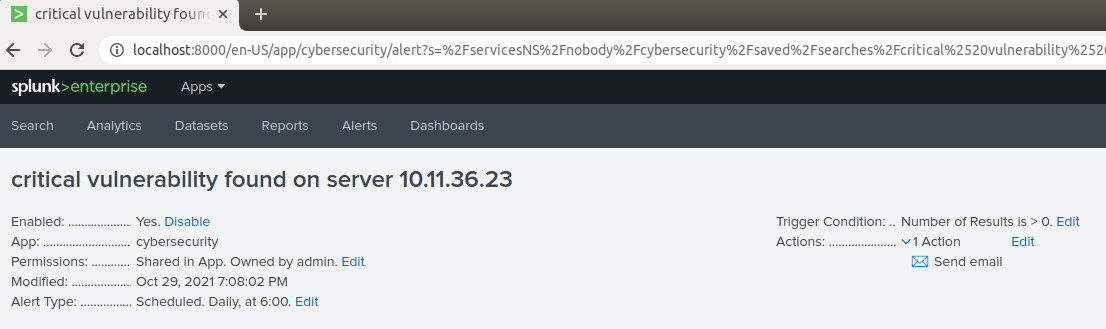 critical vulnerability foun
localhost:8000/en-US/app/cybersecurity/alert?s=%2FservicesNS%2Fnobody%2Fcybersecurity%2Fsaved%2Fsearches%2Fcritical%2520vulnerability%2520
splunk>enterprise Apps
Search Analytics Datasets Reports Alerts Dashboards
critical vulnerability found on server 10.11.36.23
Enabled: .................... Yes. Disable
App: ........................... cybersecurity
Permissions: ............ Shared in App. Owned by admin. Edit
Modified: .................... Oct 29, 2021 7:08:02 PM
Alert Type: ................ Scheduled. Daily, at 6:00. Edit
Trigger Condition: .. Number of Results is > 0. Edit
Actions: ..................... 1 Action Edit
Send email